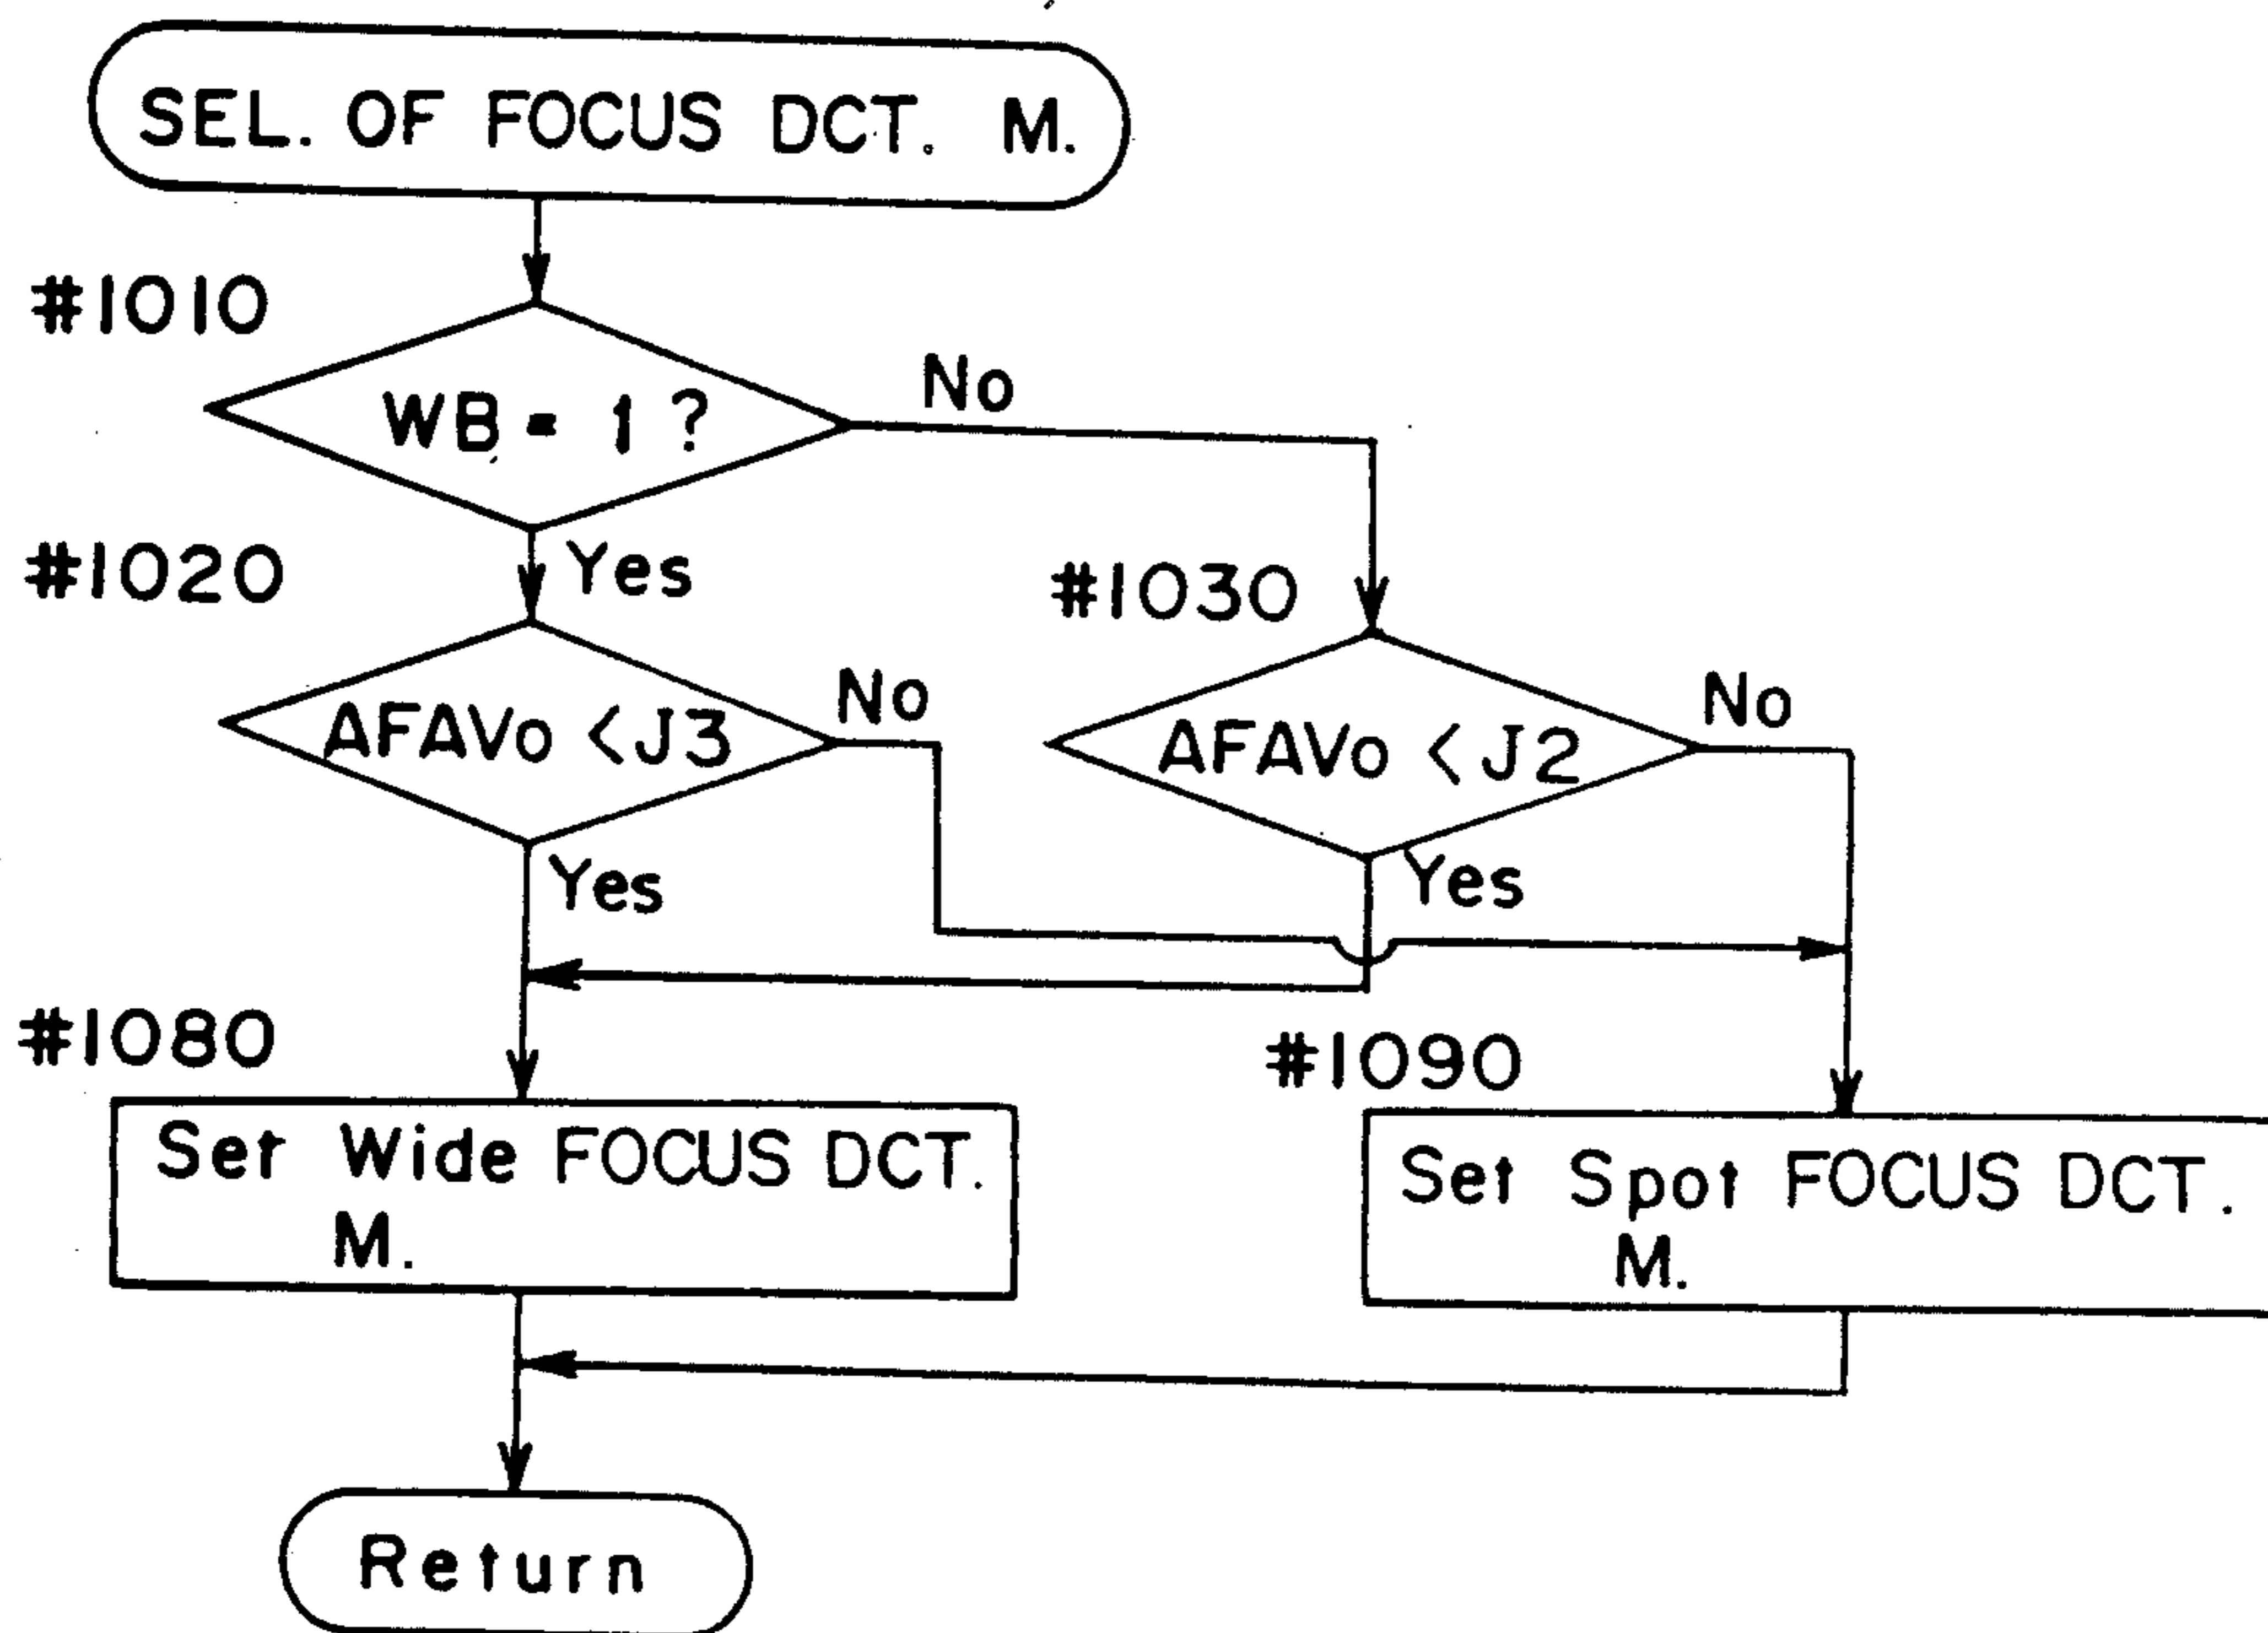 SEL. OF FOCUS DCT. M.
#1010
WB = 1 ?
No
#1020
Yes
#1030
AFAVo <J3
No
AFAVo <J2
No
Yes
Yes
#1080
#1090
Set Wide FOCUS DCT.
M.
Set Spot FOCUS DCT.
M.
Return